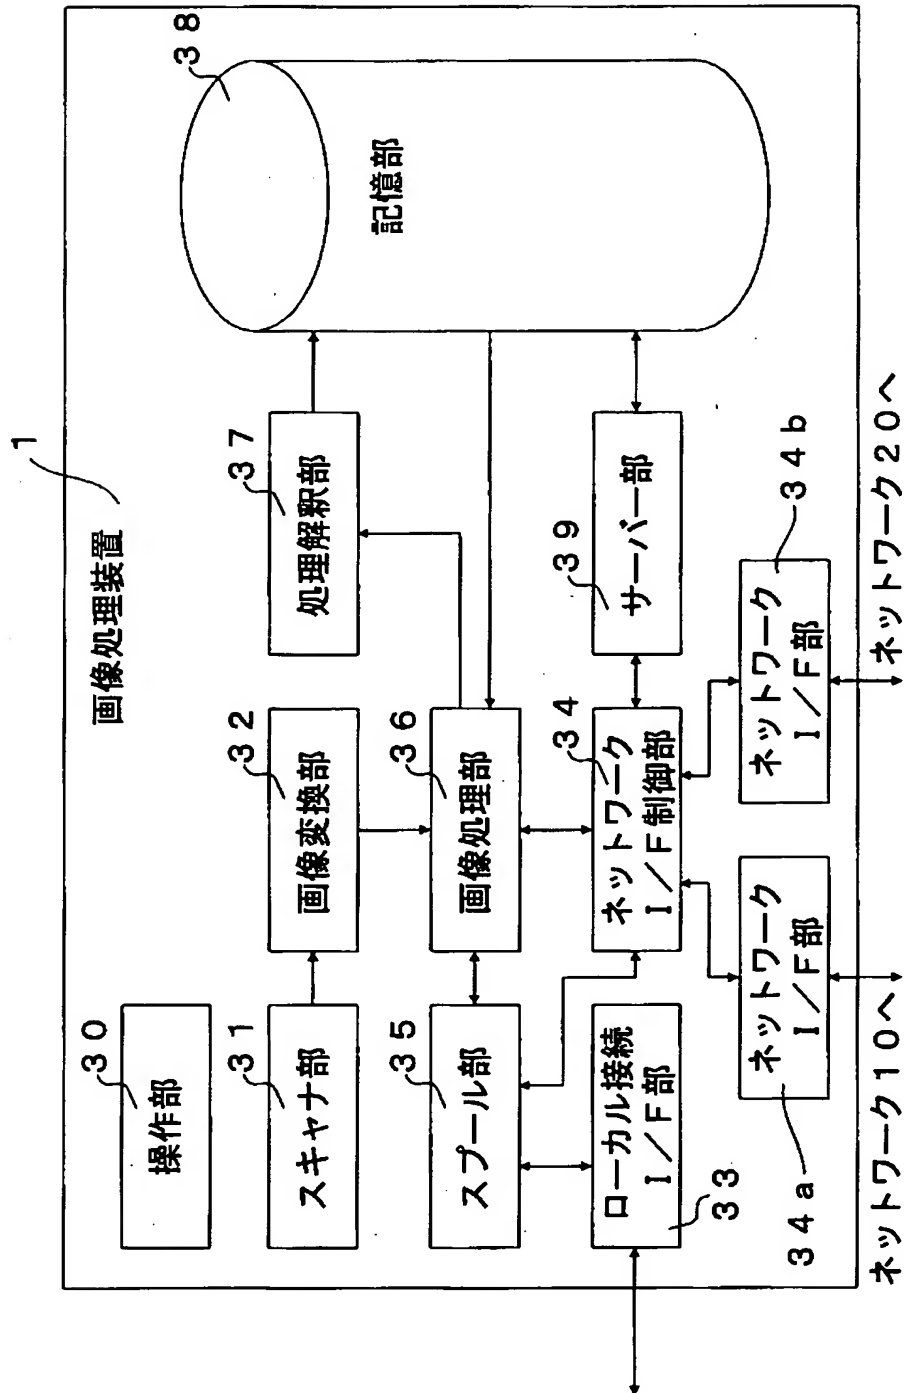 1
画像処理装置
30
操作部
31
スキャナ部
32
画像変換部
37
処理解釈部
38
記憶部
35
スプール部
36
画像処理部
33
ローカル接続
I/F部
34
ネットワーク
I/F制御部
39
サーバー部
34a
ネットワーク
I/F部
34b
ネットワーク
I/F部
ネットワーク10へ
ネットワーク20へ